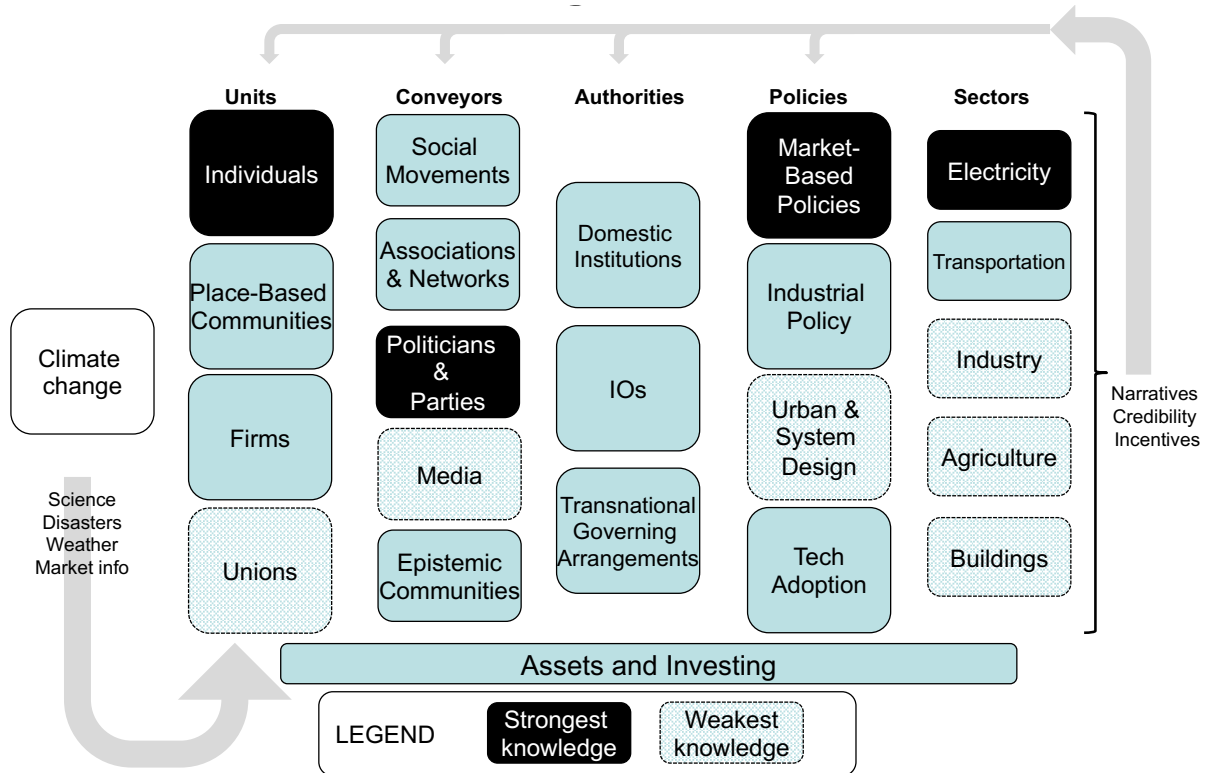 Units
Conveyors
Authorities
Policies
Sectors
Individuals
Place-Based
Communities
Firms
Unions
Social
Movements
Associations
& Networks
Politicians
&
Parties
Media
Epistemic
Communities
Domestic
Institutions
IOs
Transnational
Governing
Arrangements
Market-
Based
Policies
Industrial
Policy
Urban &
System
Design
Tech
Adoption
Electricity
Transportation
Industry
Agriculture
Buildings
Climate
change
Science
Disasters
Weather
Market info
Narratives
Credibility
Incentives
Assets and Investing
LEGEND
Strongest
knowledge
Weakest
knowledge